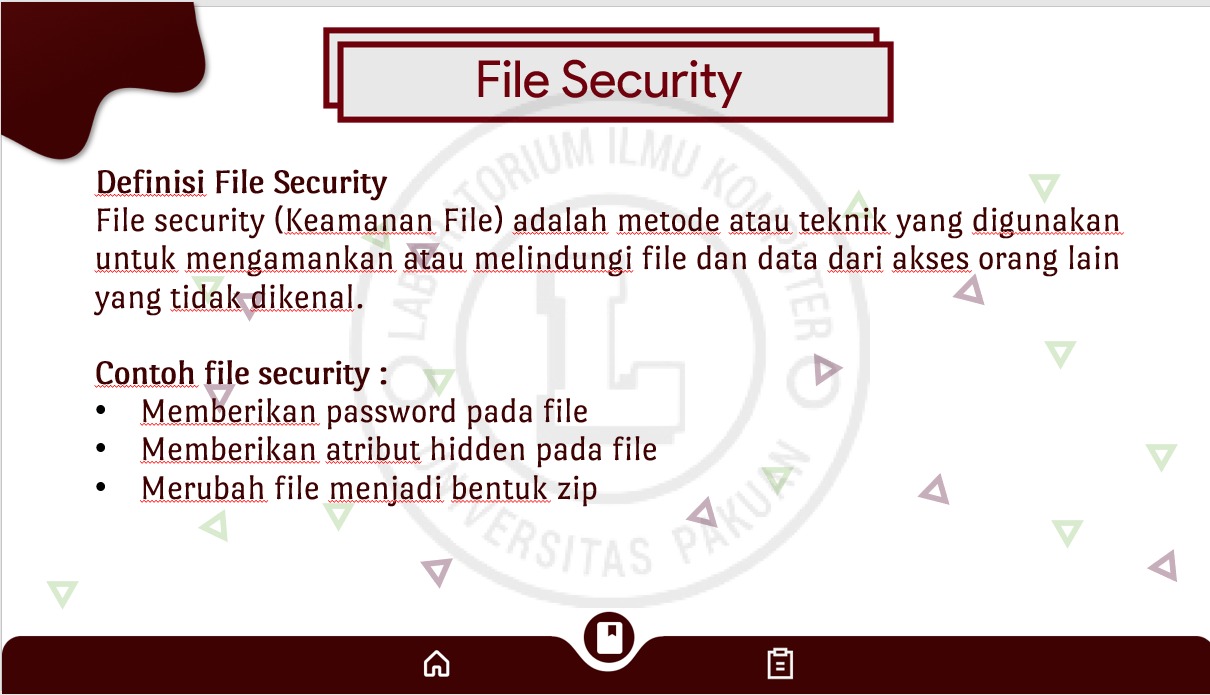 File Security
Definisi File Security
File security (Keamanan File) adalah metode atau teknik yang digunakan
untuk mengamankan atau melindungi file dan data dari akses orang lain
yang tidak dikenal.
Contoh file security :
• Memberikan password pada file
• Memberikan atribut hidden pada file
• Merubah file menjadi bentuk zip
LABORATORIUM ILMU KOMPUTER
UNIVERSITAS PAKUAN
L